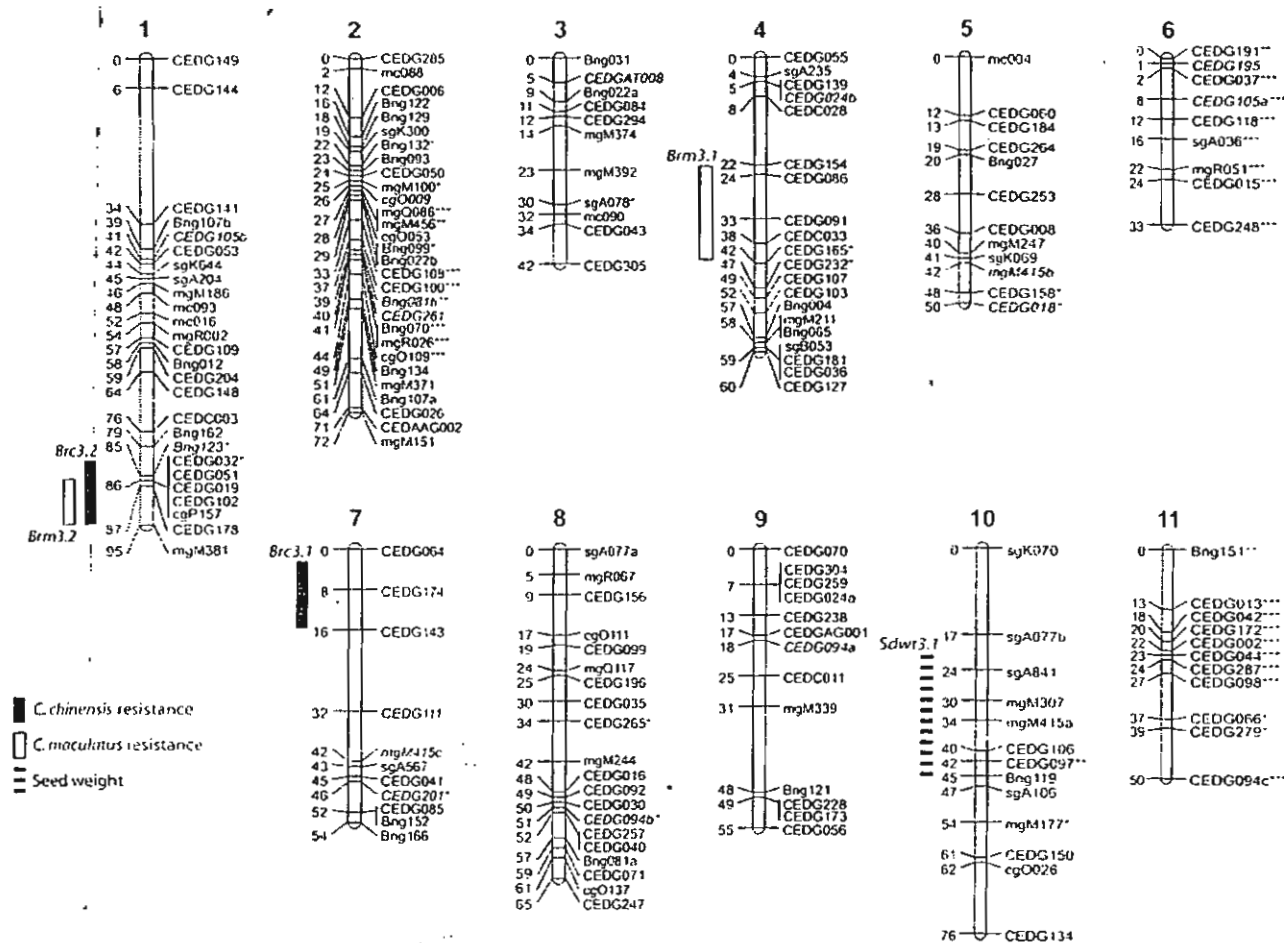 1
0 CEDG149
6 CEDG144
34 CEDG141
39 Bng107b
41 CEDG105b
42 CEDG053
44 sgK644
45 sgA204
46 mgM186
48 mc093
52 mc016
54 mgR002
57 CEDG109
58 Bng012
59 CEDG204
64 CEDG148
76 CEDC003
79 Bng162
85 Bng123*
CEDG032*
CEDG051
86 CEDG019
CEDG102
cgP157
87 CEDG178
95 mgM381
Brc3.2
Brm3.2
2
0 CEDG285
2 mc088
12 CEDG006
16 Bng122
18 Bng129
19 sgK300
22 Bng132*
23 Bng093
24 CEDG050
25 mgM100*
26 cgO009
mgQ086***
27 mgM456**
28 cgO053
Bng099*
29 Bng022b
33 CEDG108***
37 CEDG100***
39 Bng081b**
40 CEDG261
41 Bng070***
mgR026***
44 cgO109***
49 Bng134
51 mgM371
61 Bng107a
64 CEDG026
71 CEDAAG002
72 mgM151
3
0 Bng031
5 CEDGAT008
9 Bng022a
11 CEDG084
12 CEDG294
14 mgM374
23 mgM392
30 sgA078*
32 mc090
34 CEDG043
42 CEDG305
4
0 CEDG055
4 sgA235
5 CEDG139
CEDG024b
8 CEDC028
22 CEDG154
24 CEDG086
33 CEDG091
38 CEDC033
42 CEDG165*
47 CEDG232*
49 CEDG107
52 CEDG103
57 Bng004
mgM211
58 Bng065
sgB053
59 CEDG181
CEDG036
60 CEDG127
Brm3.1
5
0 mc004
12 CEDG060
13 CEDG184
19 CEDG264
20 Bng027
28 CEDG253
36 CEDG008
40 mgM247
41 sgK069
42 mgM415b
48 CEDG158*
50 CEDG018*
6
0 CEDG191**
1 CEDG195
2 CEDG037***
8 CEDG105a***
12 CEDG118***
16 sgA036***
22 mgR051***
24 CEDG015***
33 CEDG248***
7
0 CEDG064
8 CEDG174
16 CEDG143
37 CEDG111
42 mgM415c
43 sgA567
45 CEDG041
46 CEDG201*
52 CEDG085
Bng152
54 Bng166
Brc3.1
8
0 sgA077a
5 mgR067
9 CEDG156
17 cgO111
19 CEDG099
24 mgQ117
25 CEDG196
30 CEDG035
34 CEDG265*
42 mgM244
48 CEDG016
49 CEDG092
50 CEDG030
51 CEDG094b*
52 CEDG257
CEDG040
57 Bng081a
59 CEDG071
61 cgO137
65 CEDG247
9
0 CEDG070
CEDG304
7 CEDG259
CEDG024a
13 CEDG238
17 CEDGAG001
18 CEDG094a
25 CEDC011
31 mgM339
48 Bng121
49 CEDG228
CEDG173
55 CEDG056
10
0 sgK070
17 sgA077b
24 sgA841
30 mgM307
34 mgM415a
40 CEDG106
42 CEDG097**
45 Bng119
47 sgA106
54 mgM177*
61 CEDG150
62 cgO026
76 CEDG134
Sdwt3.1
11
0 Bng151**
13 CEDG013***
18 CEDG042***
20 CEDG172***
22 CEDG002***
23 CEDG044***
24 CEDG287***
27 CEDG098***
37 CEDG066*
39 CEDG279*
50 CEDG094c***
C. chinensis resistance
C. maculatus resistance
Seed weight